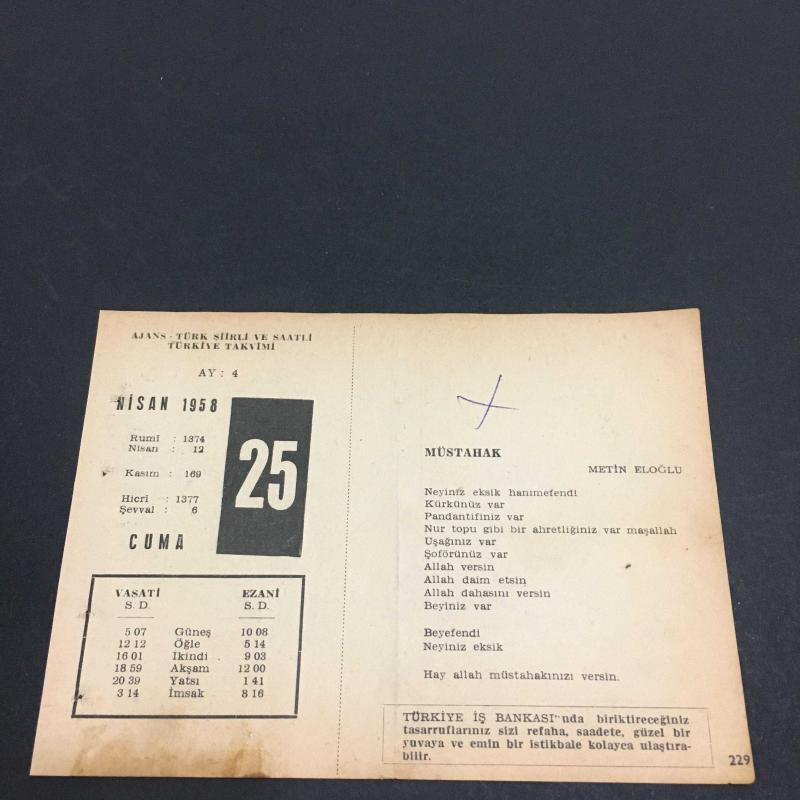 AJANS - TÜRK ŞİİRLİ VE SAATLİ
TÜRKİYE TAKVİMİ
AY : 4
NİSAN 1958
25
Rumî : 1374
Nisan : 12
Kasım : 169
Hicrî : 1377
Şevval : 6
CUMA
VASATİ EZANİ
S. D. S. D.
5 07 Güneş 10 08
12 12 Öğle 5 14
16 01 İkindi 9 03
18 59 Akşam 12 00
20 39 Yatsı 1 41
3 14 İmsak 8 16
MÜSTAHAK
METİN ELOĞLU
Neyiniz eksik hanımefendi
Kürkünüz var
Pandantifiniz var
Nur topu gibi bir ahretliğiniz var maşallah
Uşağınız var
Şoförünüz var
Allah versin
Allah daim etsin
Allah dahasını versin
Beyiniz var
Beyefendi
Neyiniz eksik
Hay allah müstahakınızı versin.
TÜRKİYE İŞ BANKASI'nda biriktireceğiniz
tasarruflarınız sizi refaha, saadete, güzel bir
yuvaya ve emin bir istikbale kolayca ulaştıra-
bilir.
229